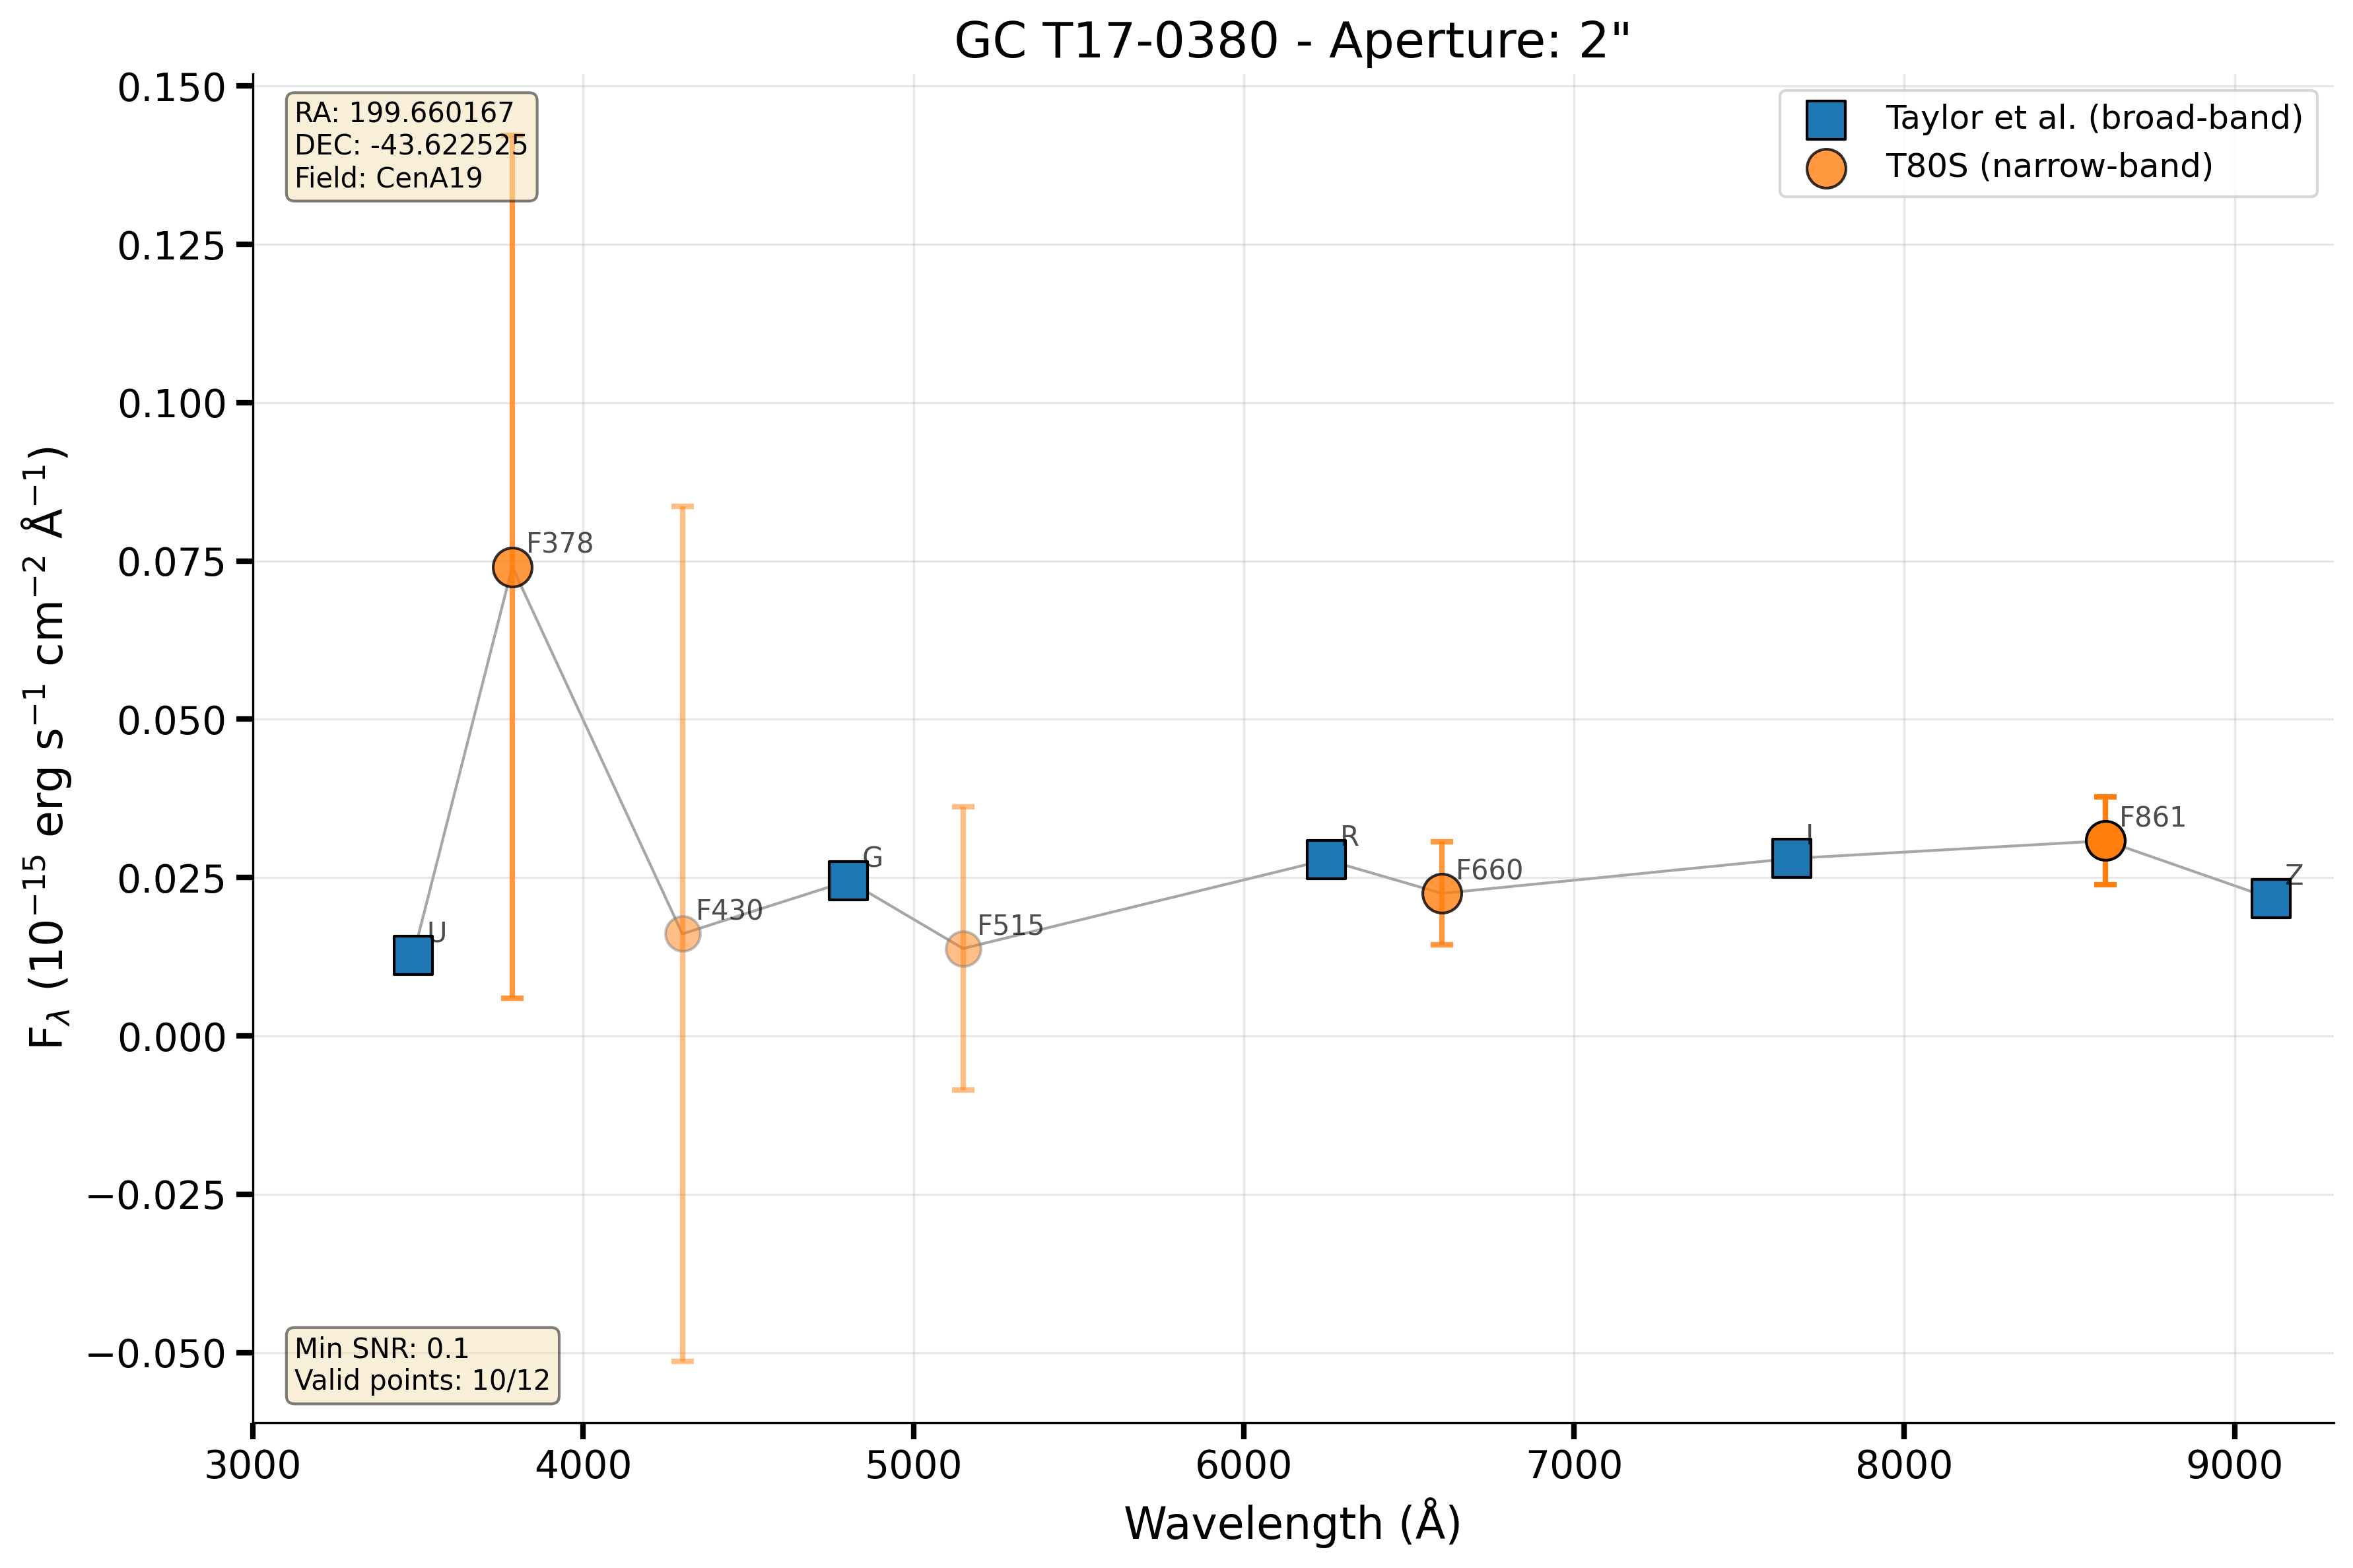 GC T17-0380 - Aperture: 2"
RA: 199.660167
DEC: -43.622525
Field: CenA19
Taylor et al. (broad-band)
T80S (narrow-band)
0.150
0.125
0.100
0.075
0.050
0.025
0.000
−0.025
−0.050
F$_λ$ (10$^{−15}$ erg s$^{−1}$ cm$^{−2}$ Å$^{−1}$)
U
F378
F430
G
F515
R
F660
I
F861
Z
Min SNR: 0.1
Valid points: 10/12
3000 4000 5000 6000 7000 8000 9000
Wavelength (Å)